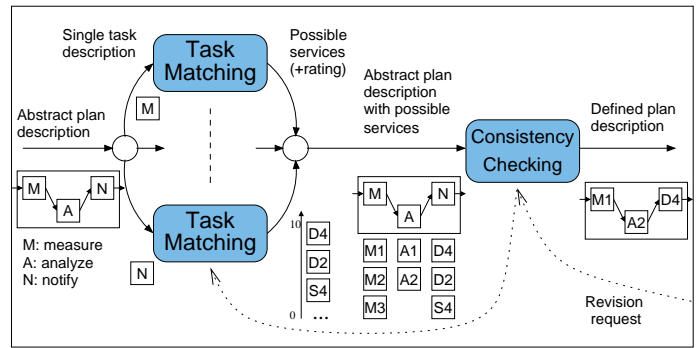 Single task
description
Task
Matching
Possible
services
(+rating)
Abstract plan
description
with possible
services
Abstract plan
description
M
Consistency
Checking
Defined plan
description
M
N
A
M: measure
A: analyze
N: notify
N
Task
Matching
10
D4
D2
S4
0
...
M
N
A
M1 A1 D4
M2 A2 D2
M3 S4
M1
D4
A2
Revision
request